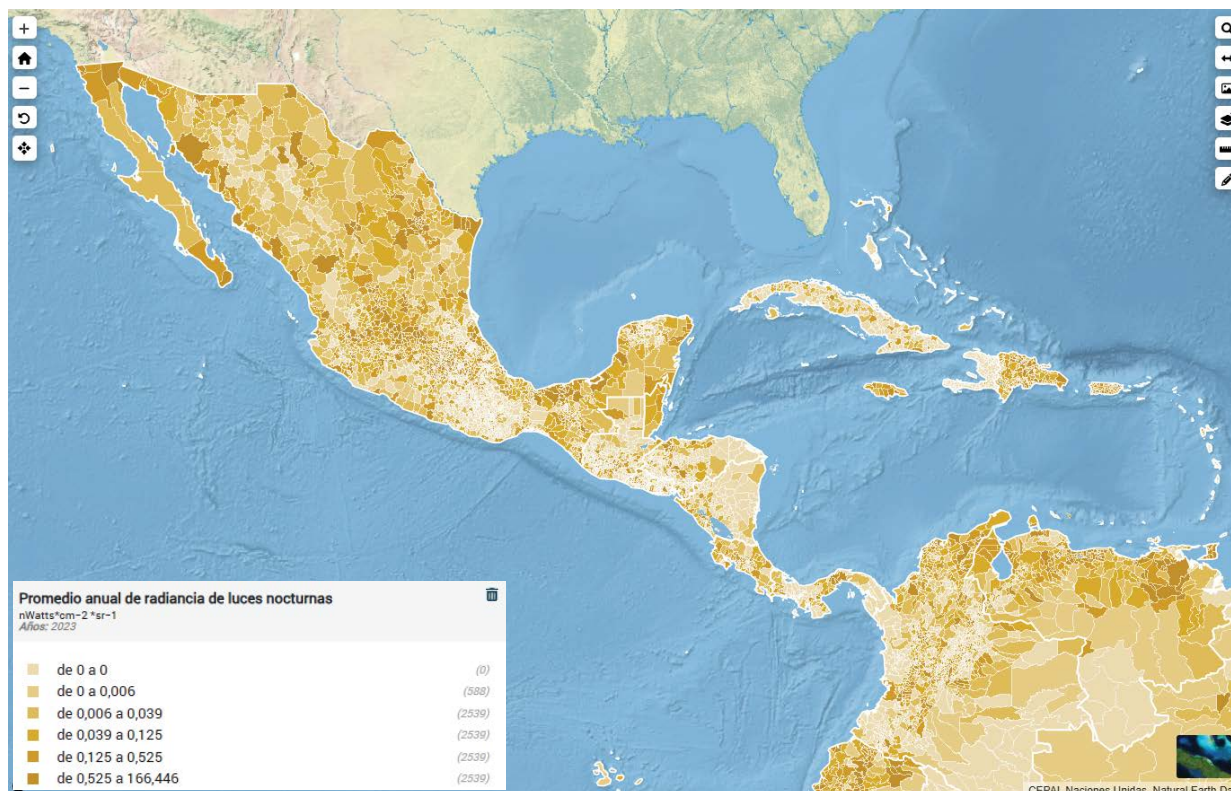 Promedio anual de radiancia de luces nocturnas
nWatts*cm−2 *sr−1
Años: 2023
de 0 a 0 (0)
de 0 a 0,006 (588)
de 0,006 a 0,039 (2539)
de 0,039 a 0,125 (2539)
de 0,125 a 0,525 (2539)
de 0,525 a 166,446 (2539)
CEPAL Naciones Unidas, Natural Earth